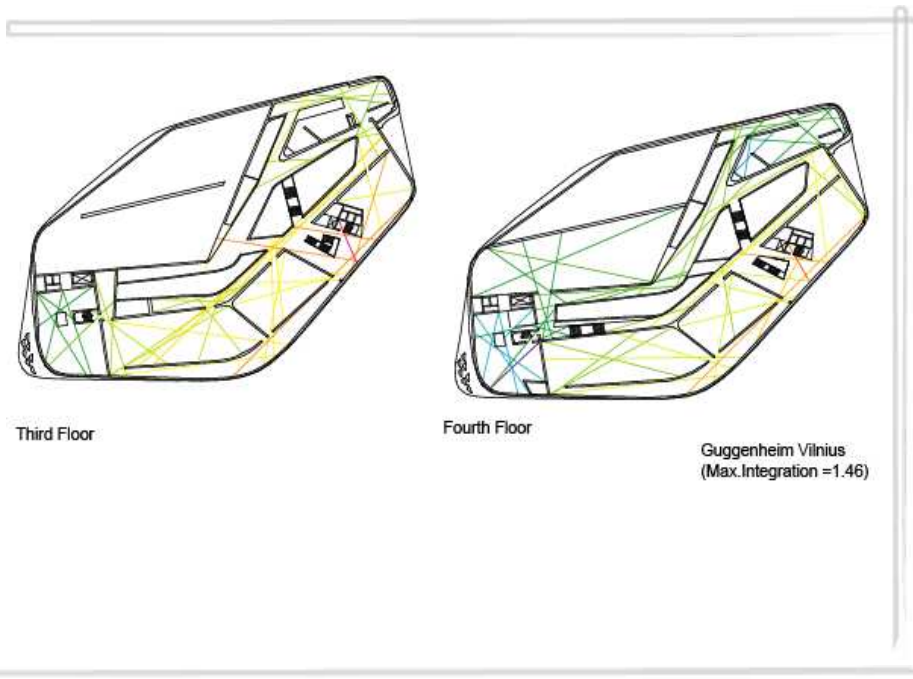 Third Floor
Fourth Floor
Guggenheim Vilnius
(Max.Integration =1.46)